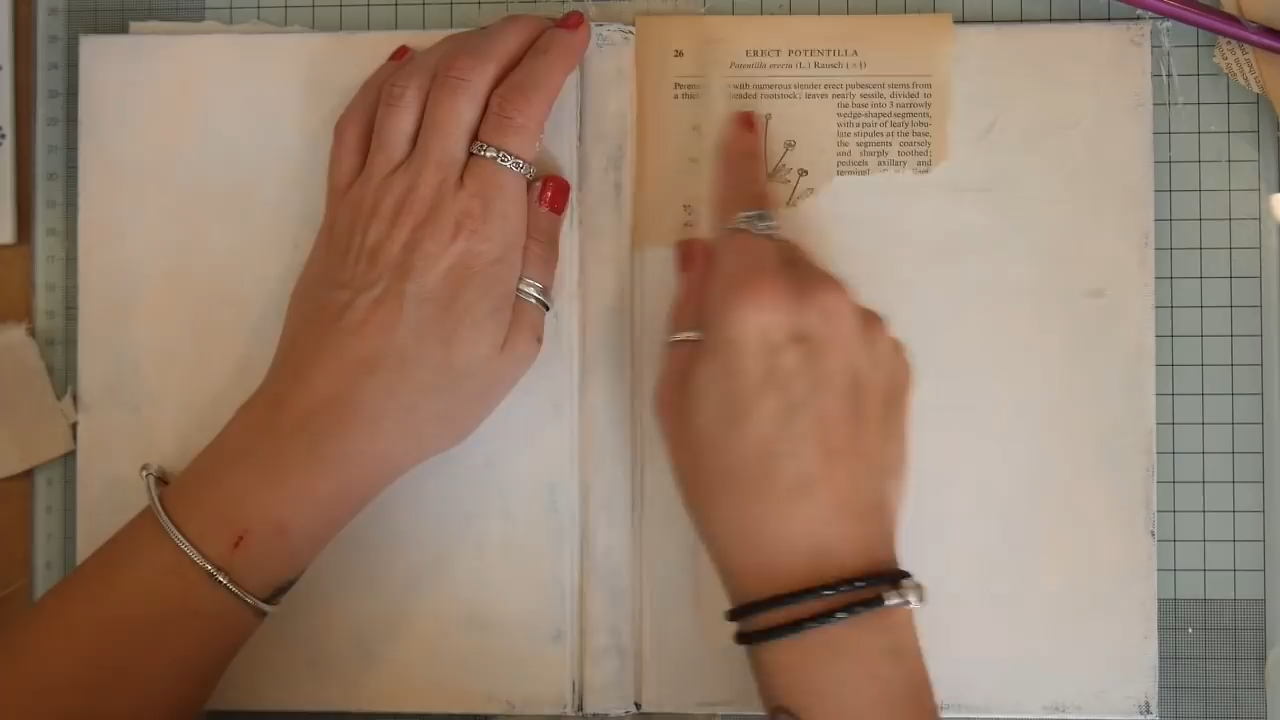 26 ERECT POTENTILLA
Potentilla erecta (L.) Rausch
with numerous slender erect pubescent stems from
a thick headed rootstock; leaves nearly sessile, divided to
the base into 3 narrowly
wedge-shaped segments,
with a pair of leafy lobu-
late stipules at the base,
the segments coarsely
and sharply toothed;
pedicels axillary and
terminal